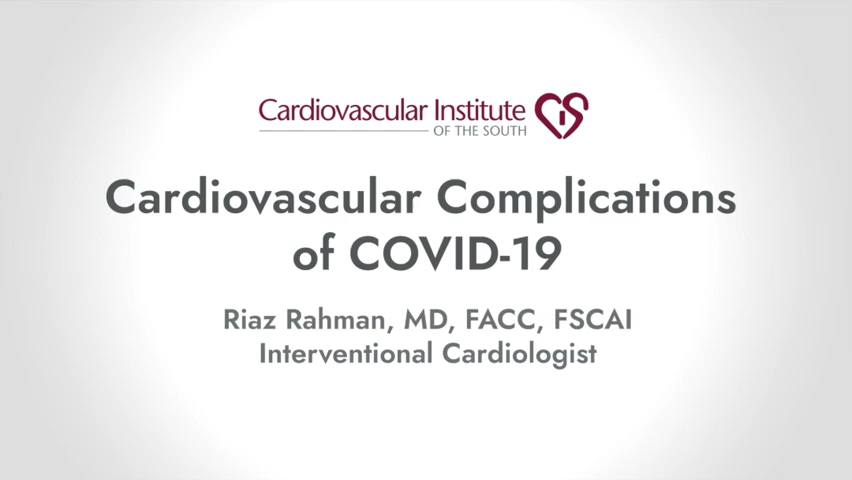 Cardiovascular Institute
OF THE SOUTH
Cardiovascular Complications
of COVID-19
Riaz Rahman, MD, FACC, FSCAI
Interventional Cardiologist